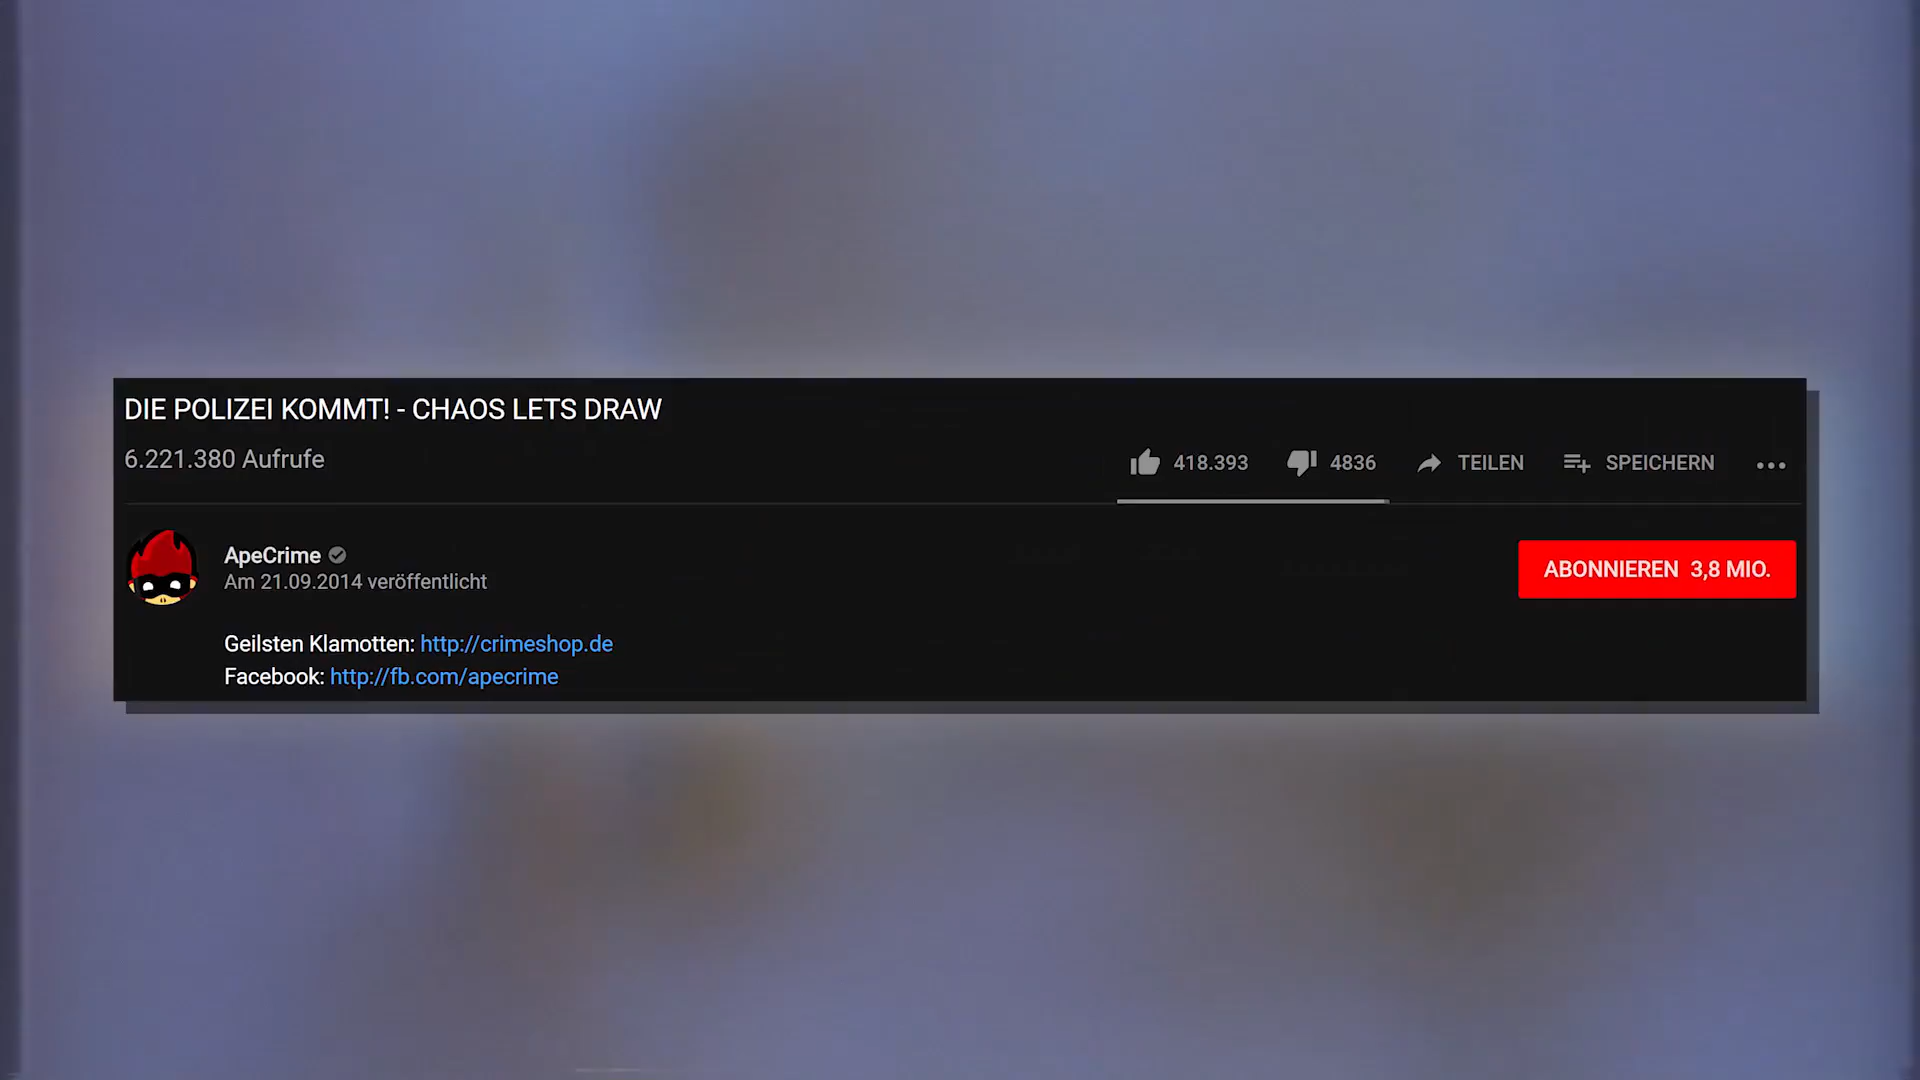 DIE POLIZEI KOMMT! - CHAOS LETS DRAW
6.221.380 Aufrufe
418.393 4836 TEILEN SPEICHERN
ApeCrime
Am 21.09.2014 veröffentlicht
ABONNIEREN 3,8 MIO.
Geilsten Klamotten: http://crimeshop.de
Facebook: http://fb.com/apecrime